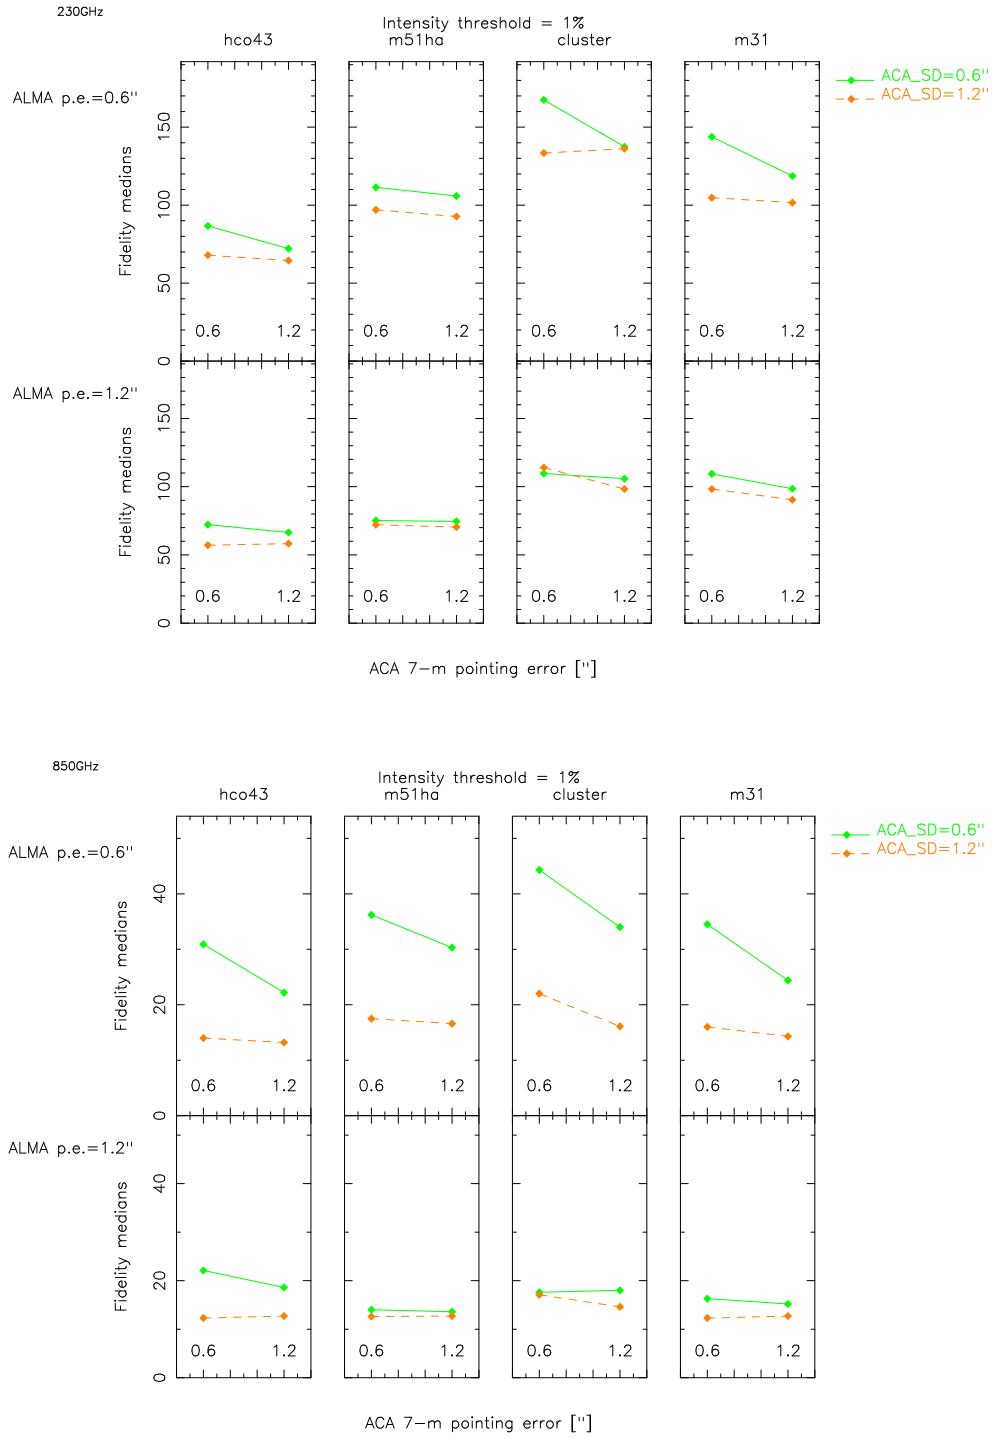 230GHz
Intensity threshold = 1%
hco43 m51ha cluster m31
ACA_SD=0.6"
ACA_SD=1.2"
ALMA p.e.=0.6"
Fidelity medians
150
100
50
0
0.6 1.2 0.6 1.2 0.6 1.2 0.6 1.2
ALMA p.e.=1.2"
Fidelity medians
150
100
50
0
0.6 1.2 0.6 1.2 0.6 1.2 0.6 1.2
ACA 7-m pointing error ["]
850GHz
Intensity threshold = 1%
hco43 m51ha cluster m31
ACA_SD=0.6"
ACA_SD=1.2"
ALMA p.e.=0.6"
Fidelity medians
40
20
0
0.6 1.2 0.6 1.2 0.6 1.2 0.6 1.2
ALMA p.e.=1.2"
Fidelity medians
40
20
0
0.6 1.2 0.6 1.2 0.6 1.2 0.6 1.2
ACA 7-m pointing error ["]